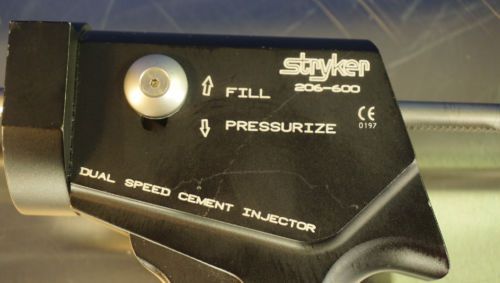 stryker
206-600
FILL
PRESSURIZE
CE
0197
DUAL SPEED CEMENT INJECTOR